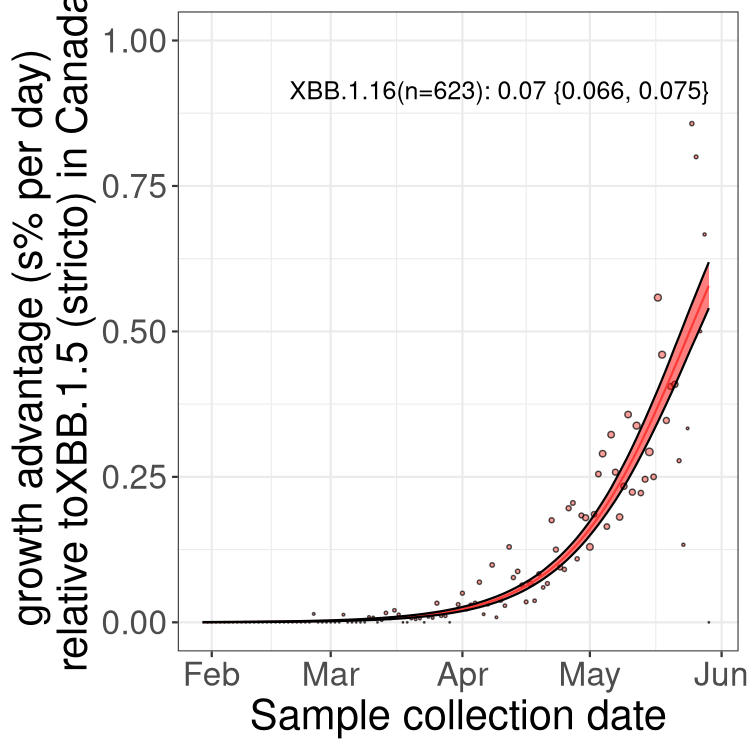 growth advantage (s% per day)
relative toXBB.1.5 (stricto) in Canada
1.00
0.75
0.50
0.25
0.00
XBB.1.16(n=623): 0.07 {0.066, 0.075}
Feb Mar Apr May Jun
Sample collection date